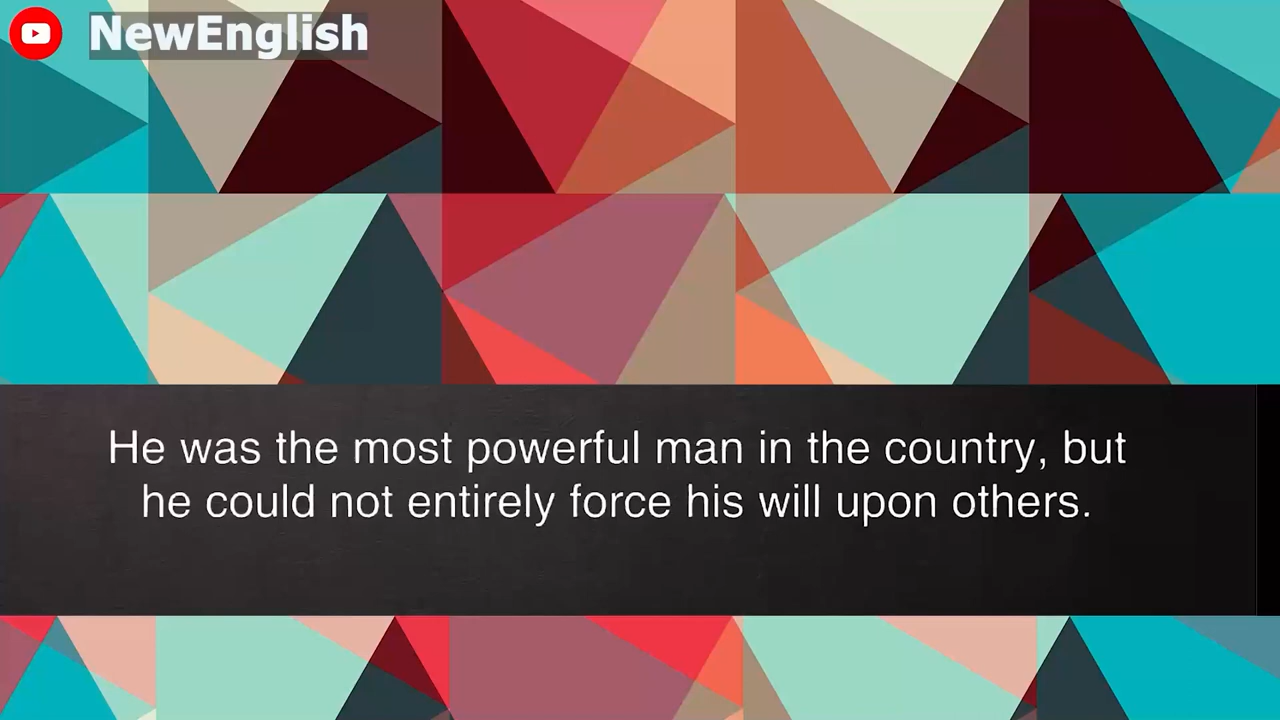 NewEnglish
He was the most powerful man in the country, but
he could not entirely force his will upon others.